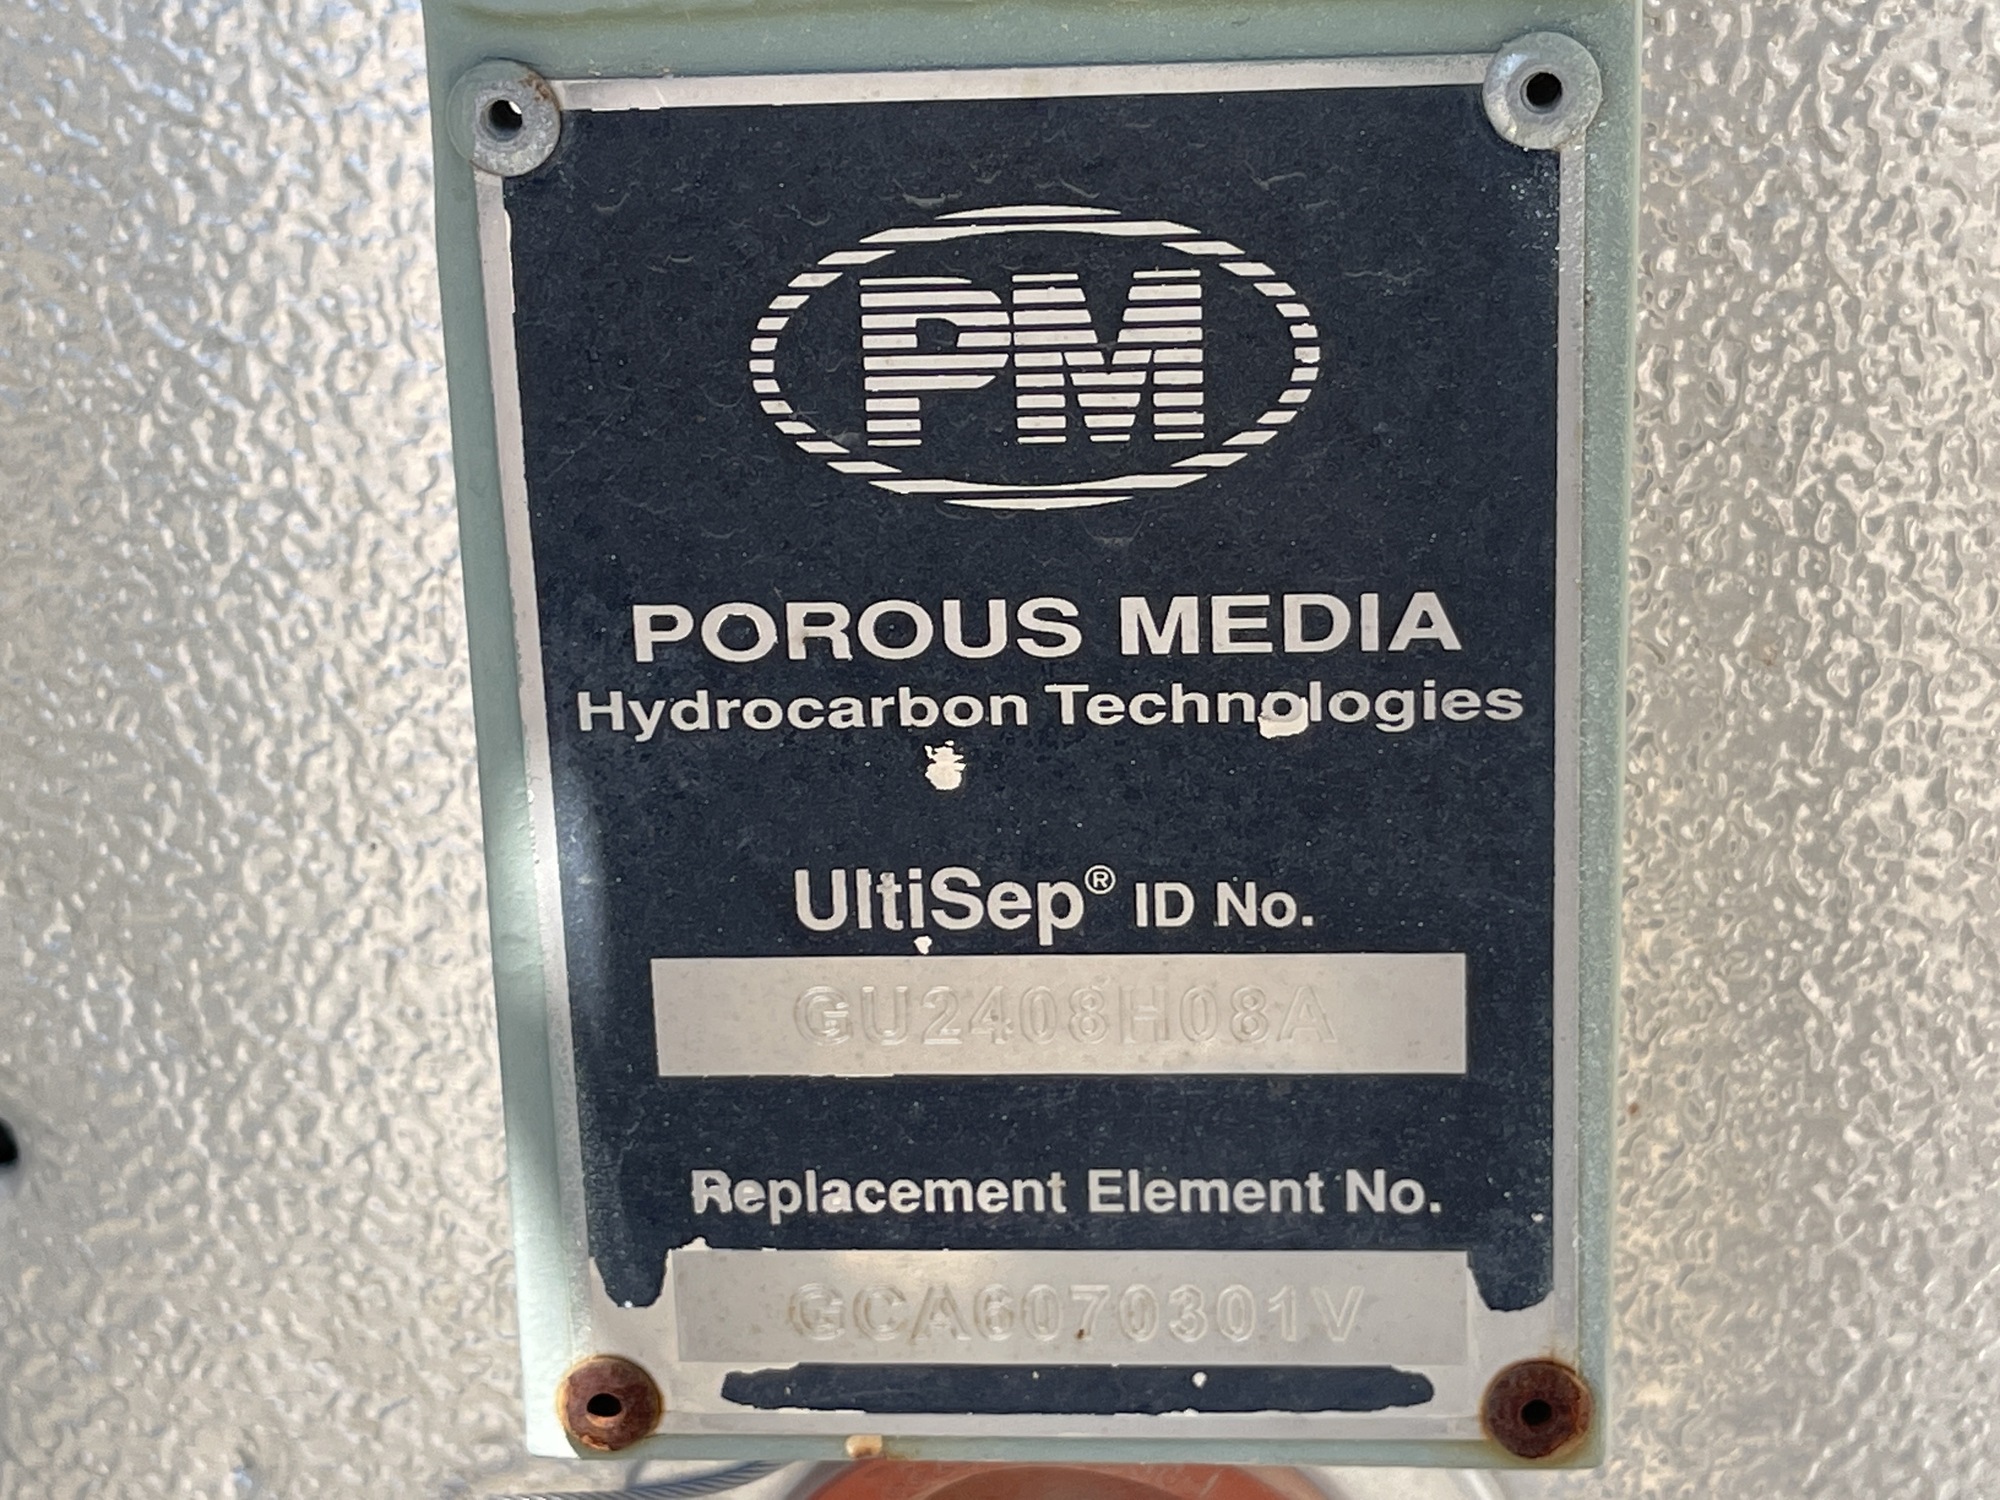 PM
POROUS MEDIA
Hydrocarbon Technologies
UltiSep® ID No.
GU2408H08A
Replacement Element No.
GCA6070301V